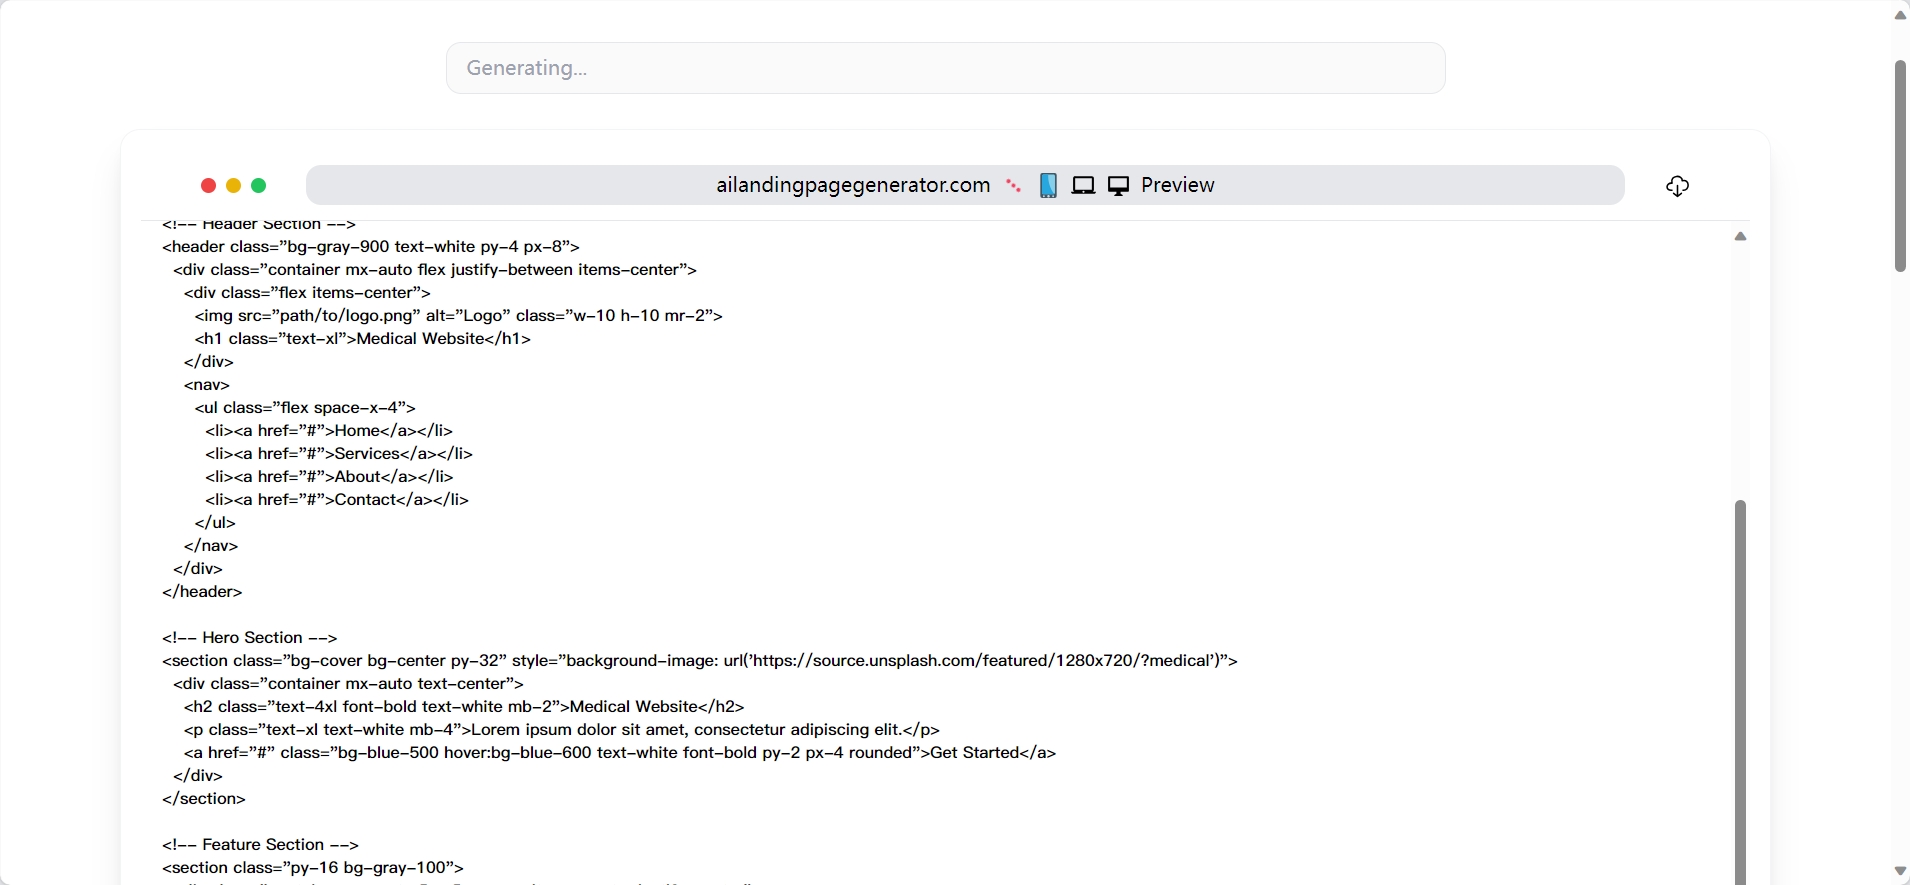 Generating...
ailandingpagegenerator.com Preview
<!-- Header Section -->
<header class="bg-gray-900 text-white py-4 px-8">
<div class="container mx-auto flex justify-between items-center">
<div class="flex items-center">
<img src="path/to/logo.png" alt="Logo" class="w-10 h-10 mr-2">
<h1 class="text-xl">Medical Website</h1>
</div>
<nav>
<ul class="flex space-x-4">
<li><a href="#">Home</a></li>
<li><a href="#">Services</a></li>
<li><a href="#">About</a></li>
<li><a href="#">Contact</a></li>
</ul>
</nav>
</div>
</header>
<!-- Hero Section -->
<section class="bg-cover bg-center py-32" style="background-image: url('https://source.unsplash.com/featured/1280x720/?medical')">
<div class="container mx-auto text-center">
<h2 class="text-4xl font-bold text-white mb-2">Medical Website</h2>
<p class="text-xl text-white mb-4">Lorem ipsum dolor sit amet, consectetur adipiscing elit.</p>
<a href="#" class="bg-blue-500 hover:bg-blue-600 text-white font-bold py-2 px-4 rounded">Get Started</a>
</div>
</section>
<!-- Feature Section -->
<section class="py-16 bg-gray-100">